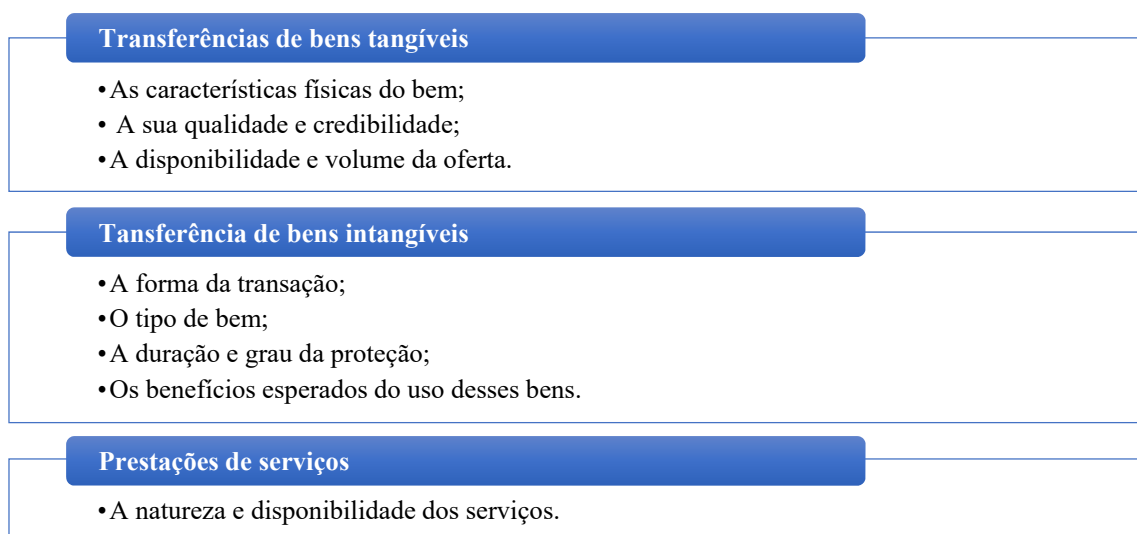 Transferências de bens tangíveis
•As características físicas do bem;
• A sua qualidade e credibilidade;
•A disponibilidade e volume da oferta.
Tansferência de bens intangíveis
•A forma da transação;
•O tipo de bem;
•A duração e grau da proteção;
•Os benefícios esperados do uso desses bens.
Prestações de serviços
•A natureza e disponibilidade dos serviços.